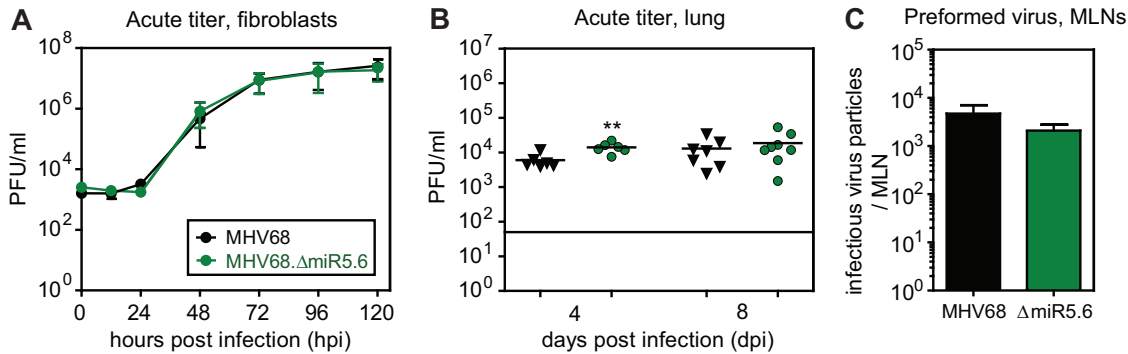 A
Acute titer, fibroblasts
PFU/ml
10^8
10^6
10^4
10^2
10^0
MHV68
MHV68.ΔmiR5.6
0 24 48 72 96 120
hours post infection (hpi)
B
Acute titer, lung
PFU/ml
10^7
10^6
10^5
10^4
10^3
10^2
10^1
10^0
**
4 8
days post infection (dpi)
C
Preformed virus, MLNs
infectious virus particles
/ MLN
10^5
10^4
10^3
10^2
10^1
10^0
MHV68 ΔmiR5.6